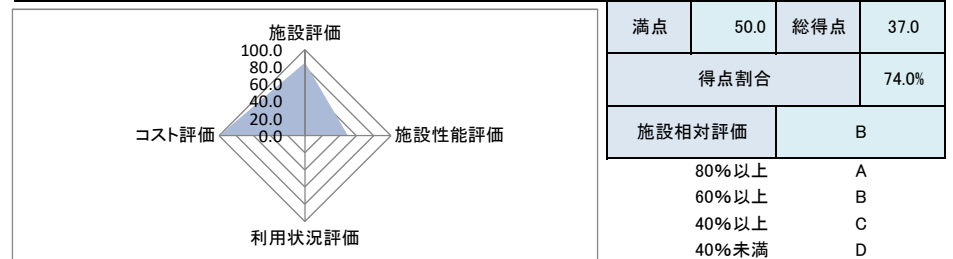 施設評価
100.0
80.0
60.0
40.0
20.0
0.0
コスト評価
施設性能評価
利用状況評価
満点 50.0 総得点 37.0
得点割合 74.0%
施設相対評価 B
80%以上 A
60%以上 B
40%以上 C
40%未満 D